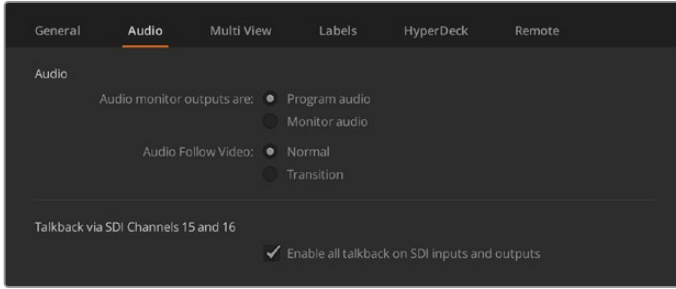 General Audio Multi View Labels HyperDeck Remote
Audio
Audio monitor outputs are: Program audio
Monitor audio
Audio Follow Video: Normal
Transition
Talkback via SDI Channels 15 and 16
Enable all talkback on SDI inputs and outputs